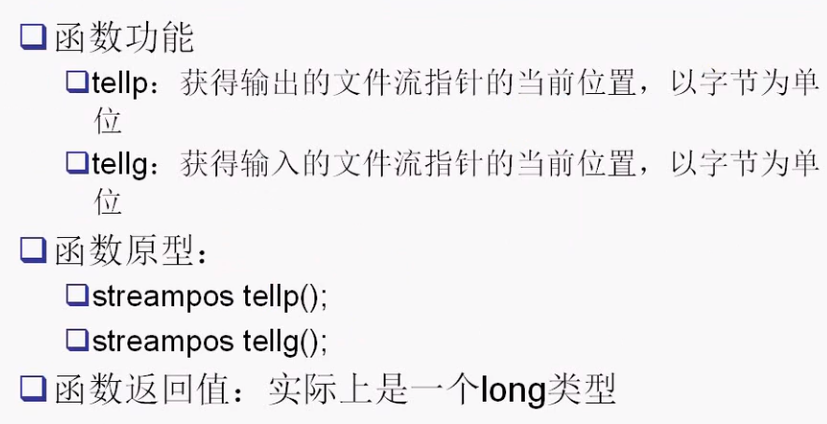 函数功能
tellp：获得输出的文件流指针的当前位置，以字节为单
位
tellg：获得输入的文件流指针的当前位置，以字节为单
位
函数原型：
streampos tellp();
streampos tellg();
函数返回值：实际上是一个long类型